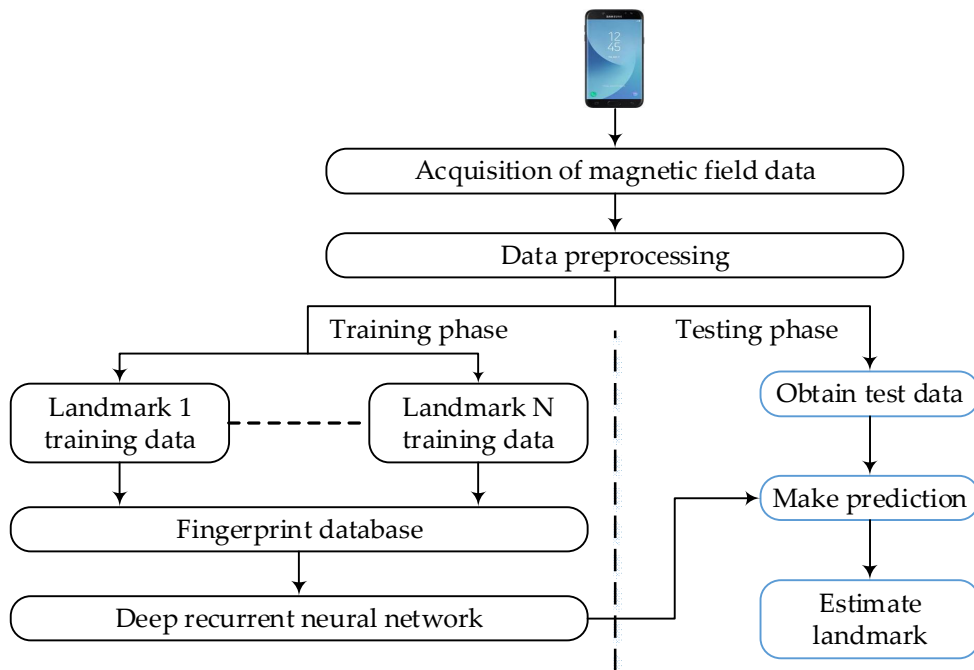 SAMSUNG
12
45
Acquisition of magnetic field data
Data preprocessing
Training phase
Testing phase
Landmark 1
training data
Landmark N
training data
Obtain test data
Make prediction
Fingerprint database
Deep recurrent neural network
Estimate
landmark